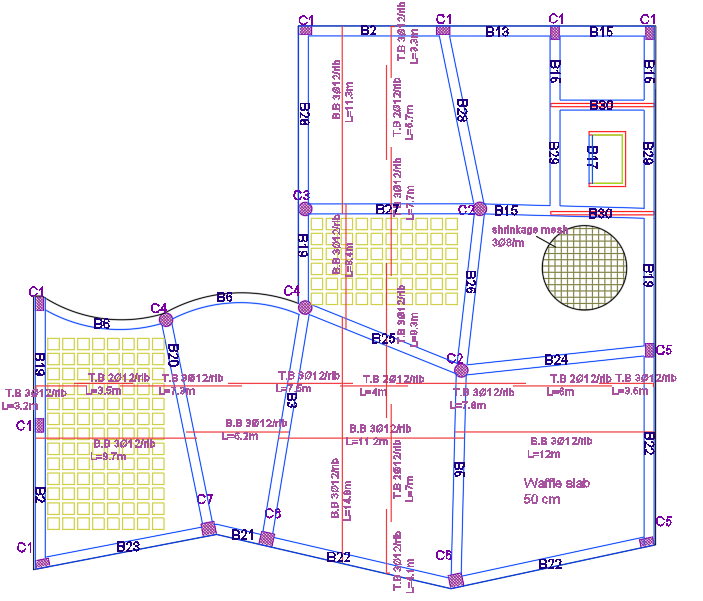 C1
C1
C1
C1
B2
B13
B15
T.B 3Ø12/rib
L=3.3m
B.B 3Ø12/rib
L=11.3m
T.B 2Ø12/rib
L=5.7m
B26
B28
B16
B16
B30
B29
B17
B29
T.B 3Ø12/rib
L=7.7m
C3
B27
C2
B15
B30
shrinkage mesh
3Ø8/m
B19
B.B 3Ø12/rib
L=8.4m
B26
B19
C1
C4
B6
C4
B6
T.B 3Ø12/rib
L=9.3m
B25
C2
B24
C5
B19
B20
T.B 3Ø12/rib
L=3.2m
T.B 2Ø12/rib
L=3.5m
T.B 3Ø12/rib
L=7.3m
T.B 3Ø12/rib
L=7.5m
T.B 2Ø12/rib
L=4m
T.B 3Ø12/rib
L=7.6m
T.B 2Ø12/rib
L=6m
T.B 3Ø12/rib
L=3.6m
B3
C1
B.B 3Ø12/rib
L=9.7m
B.B 3Ø12/rib
L=6.2m
B.B 3Ø12/rib
L=11.2m
B.B 3Ø12/rib
L=12m
B22
B2
B.B 3Ø12/rib
L=14.8m
T.B 2Ø12/rib
L=7m
B5
Waffle slab
50 cm
C7
C6
C5
C1
B23
B21
B22
C6
B22
T.B 3Ø12/rib